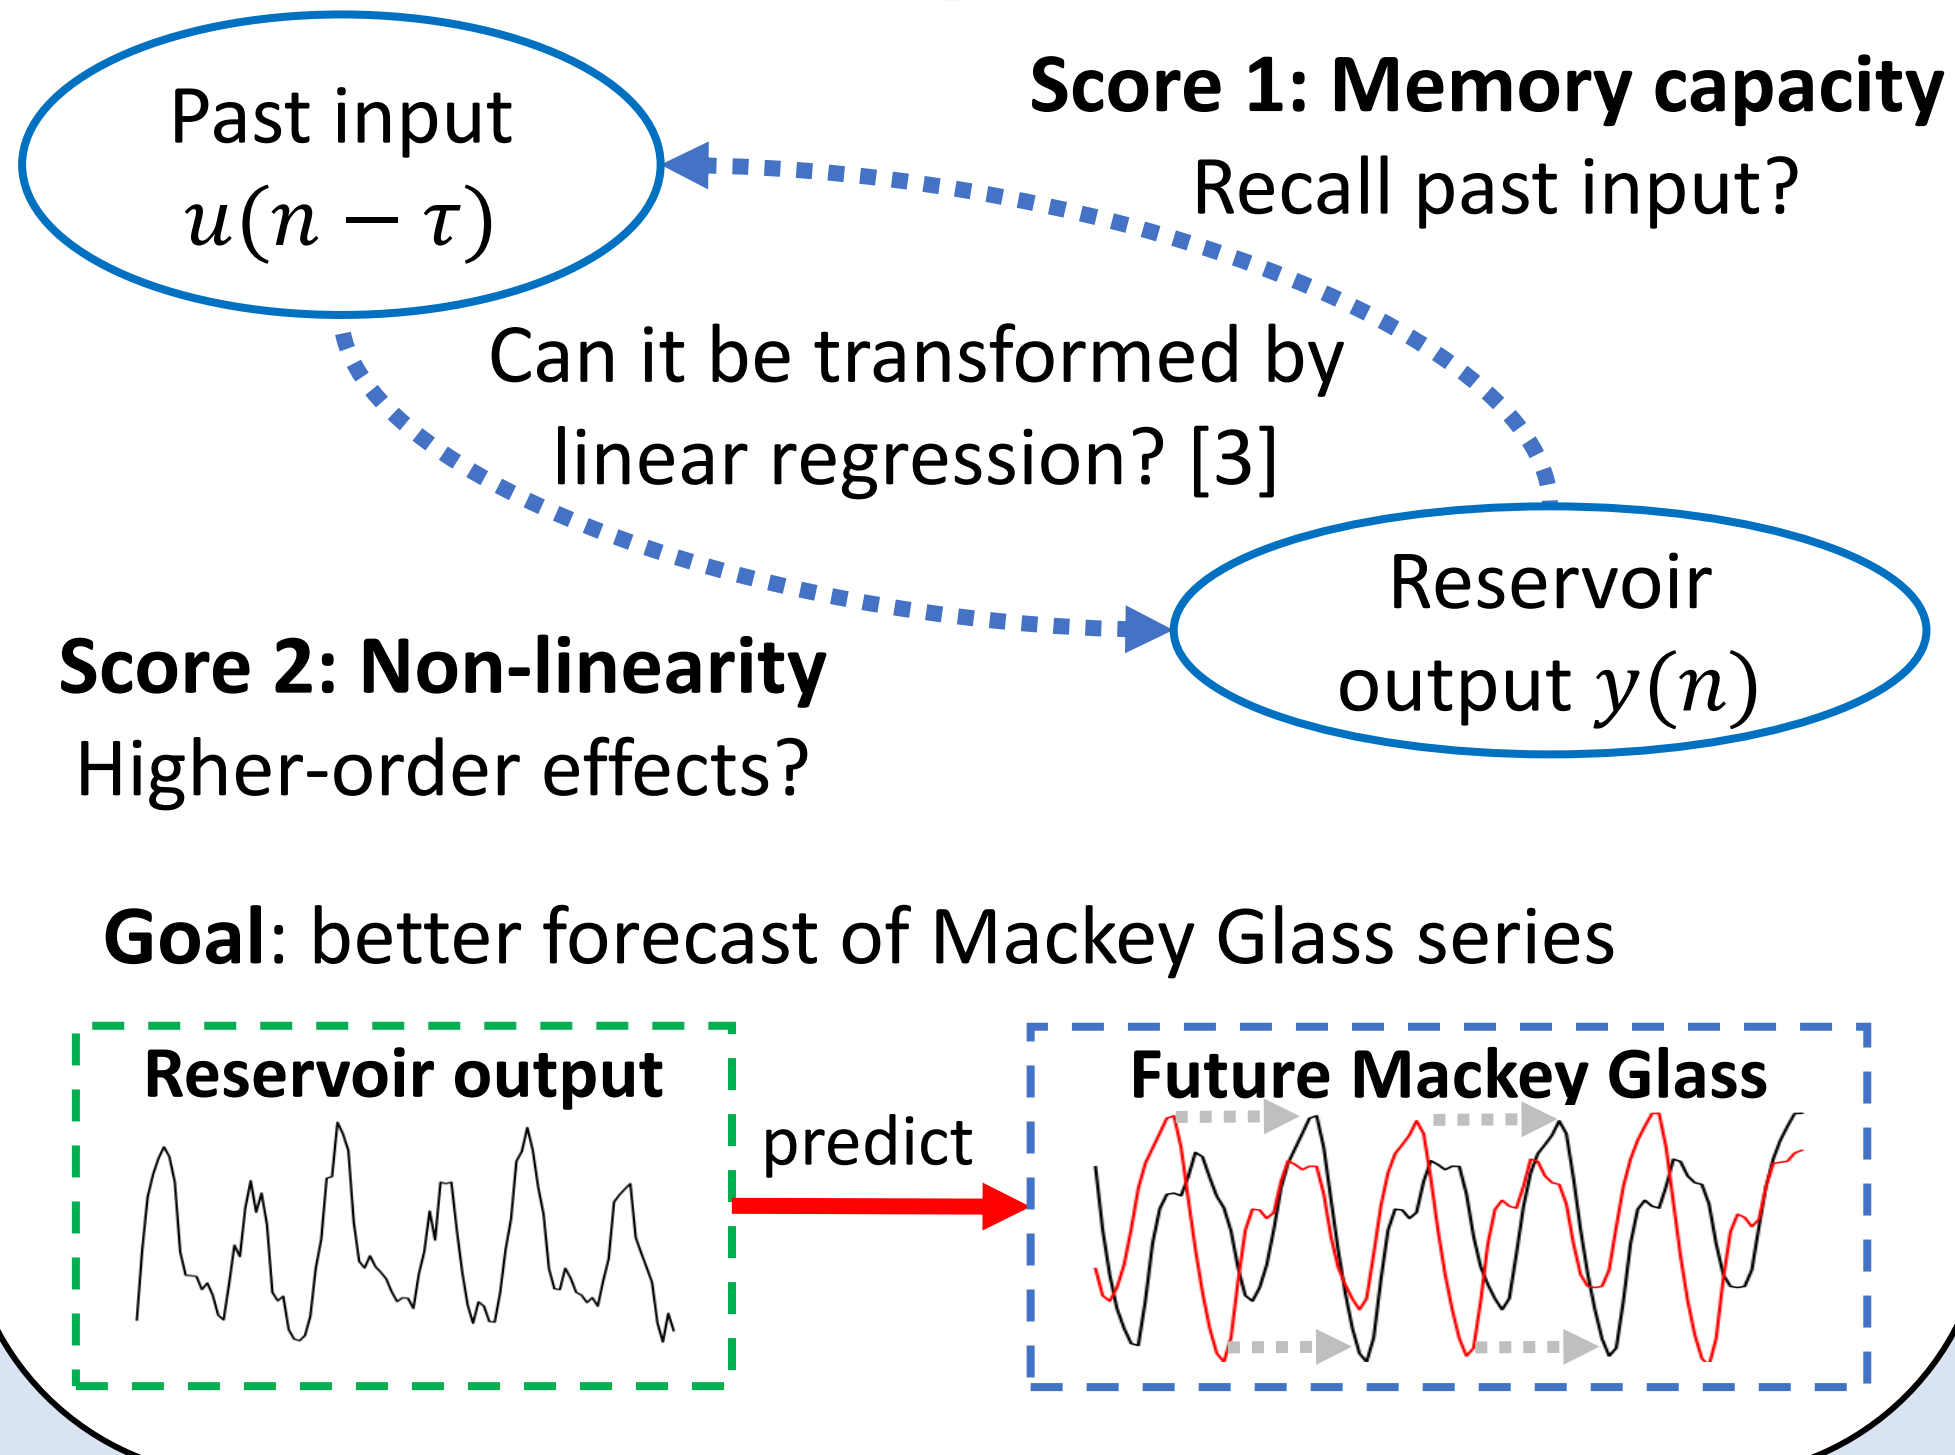 Past input
u(n − τ)
Score 1: Memory capacity
Recall past input?
Can it be transformed by
linear regression? [3]
Reservoir
output y(n)
Score 2: Non-linearity
Higher-order effects?
Goal: better forecast of Mackey Glass series
Reservoir output
predict
Future Mackey Glass